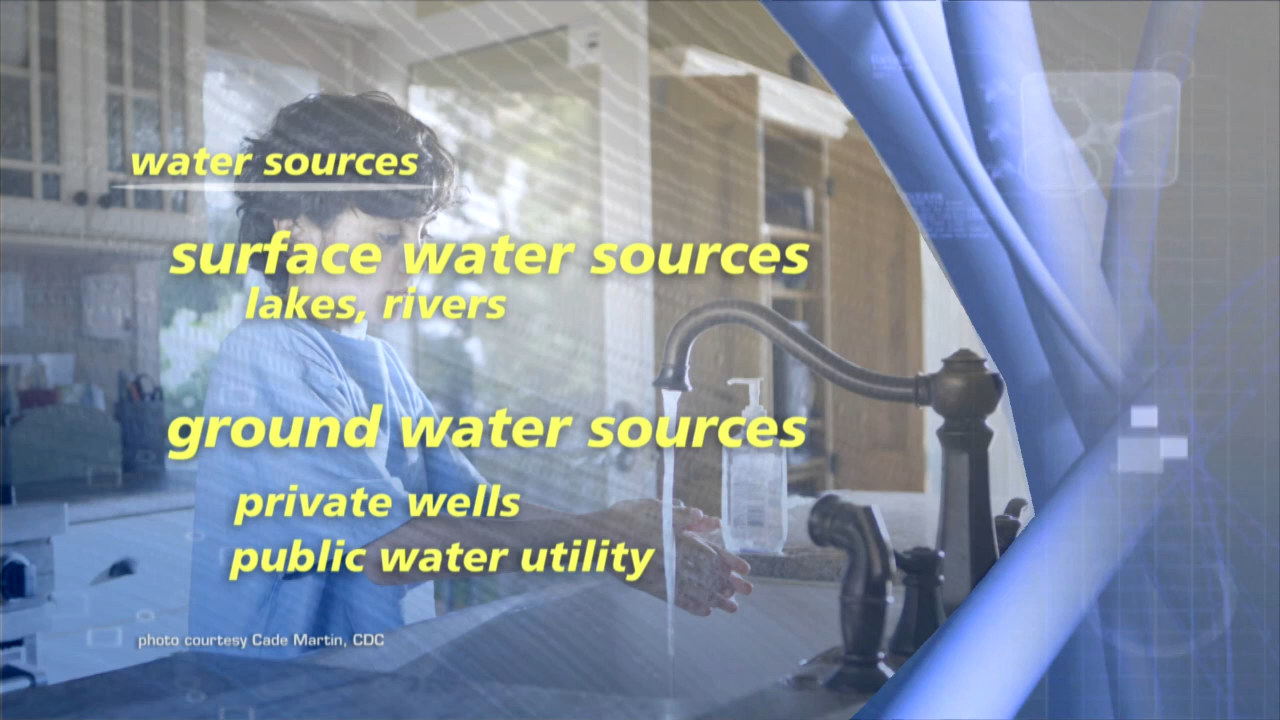 water sources
surface water sources
lakes, rivers
ground water sources
private wells
public water utility
photo courtesy Cade Martin, CDC